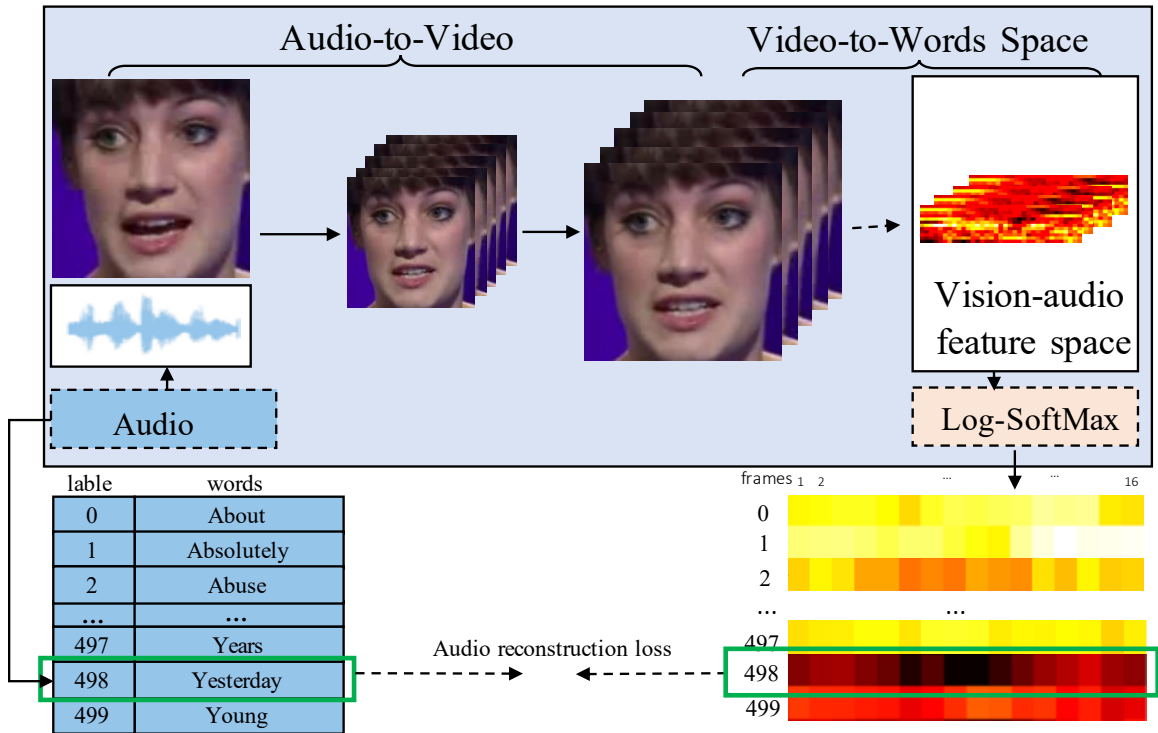 Audio-to-Video
Video-to-Words Space
Vision-audio
feature space
Audio
Log-SoftMax
lable words
0 About
1 Absolutely
2 Abuse
... ...
497 Years
498 Yesterday
499 Young
Audio reconstruction loss
frames 1 2 ... ... 16
0
1
2
... ...
497
498
499